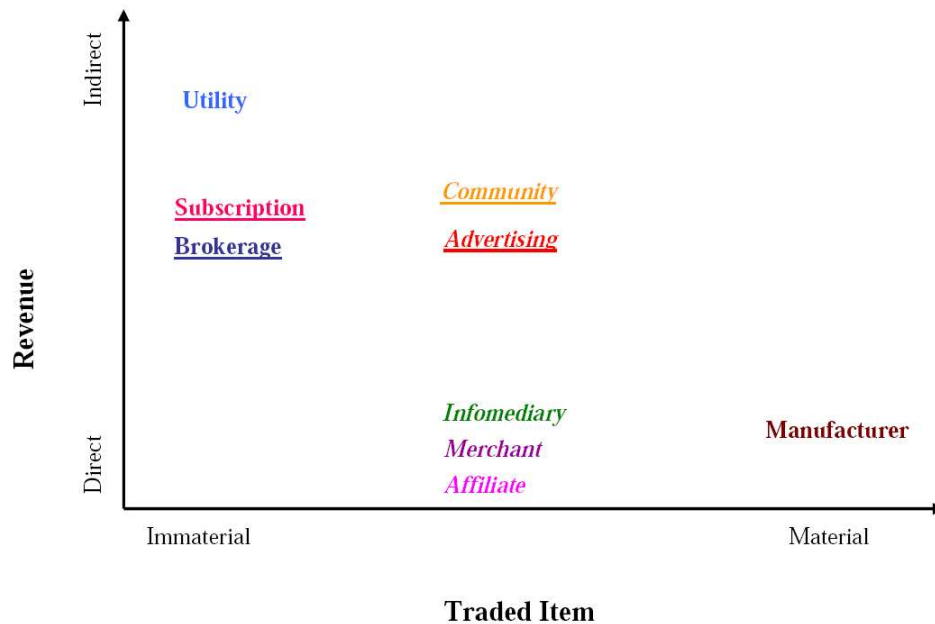 Indirect
Utility
Community
Subscription
Advertising
Brokerage
Revenue
Infomediary
Manufacturer
Merchant
Direct
Affiliate
Immaterial
Material
Traded Item